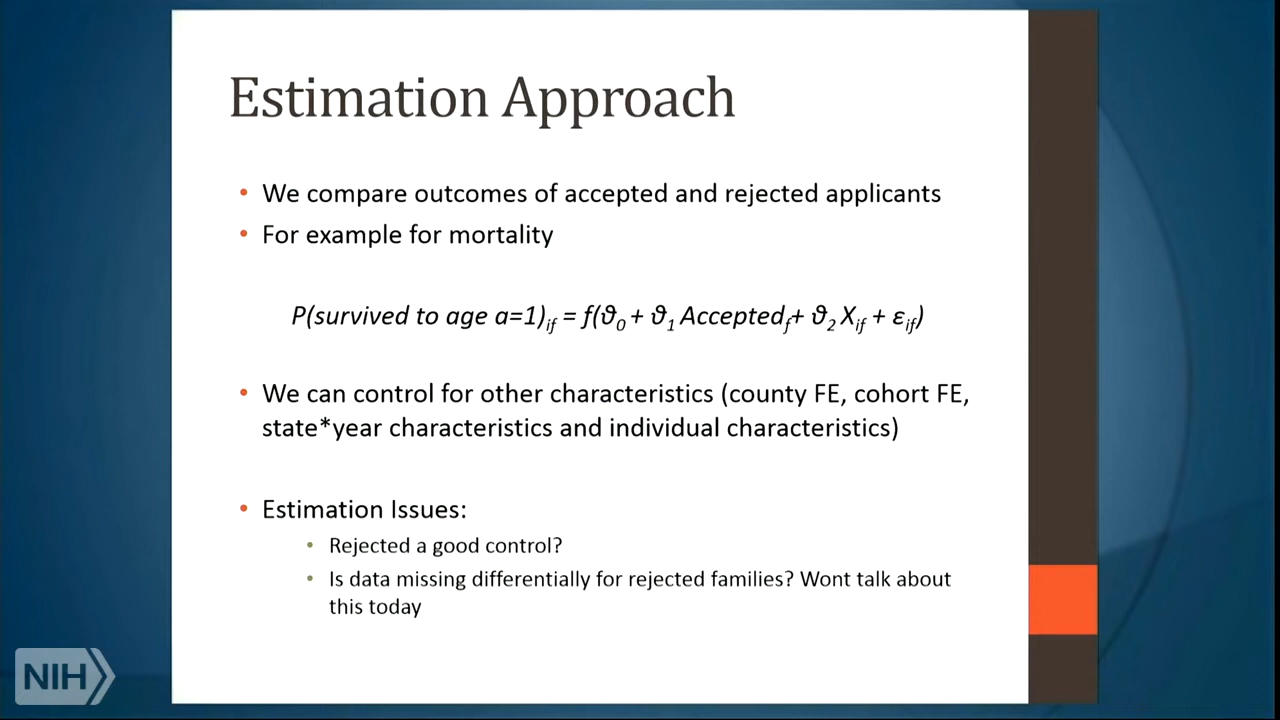 Estimation Approach
• We compare outcomes of accepted and rejected applicants
• For example for mortality
P(survived to age a=1)if = f(ϑ0 + ϑ1 Acceptedf+ ϑ2 Xif + εif)
• We can control for other characteristics (county FE, cohort FE,
state*year characteristics and individual characteristics)
• Estimation Issues:
• Rejected a good control?
• Is data missing differentially for rejected families? Wont talk about
this today
NIH